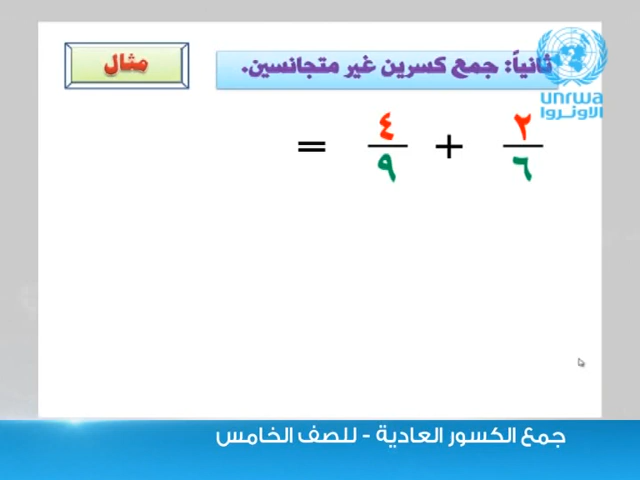 ثانياً: جمع كسرين غير متجانسين.
مثال
unrwa
الاونروا
٢/٦ + ٤/٩ =
جمع الكسور العادية - للصف الخامس